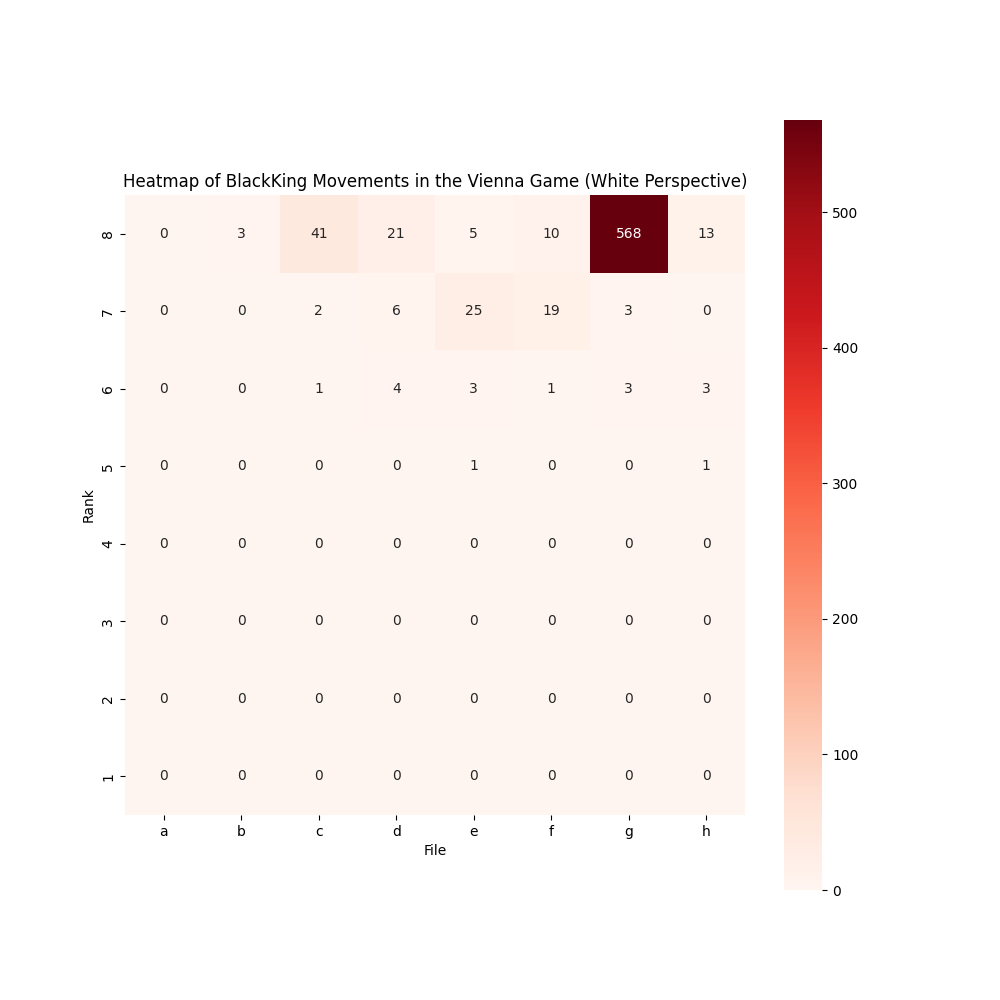 Heatmap of BlackKing Movements in the Vienna Game (White Perspective)
8 0 3 41 21 5 10 568 13
7 0 0 2 6 25 19 3 0
6 0 0 1 4 3 1 3 3
5 0 0 0 0 1 0 0 1
4 0 0 0 0 0 0 0 0
3 0 0 0 0 0 0 0 0
2 0 0 0 0 0 0 0 0
1 0 0 0 0 0 0 0 0
Rank
a b c d e f g h
File
500
400
300
200
100
0